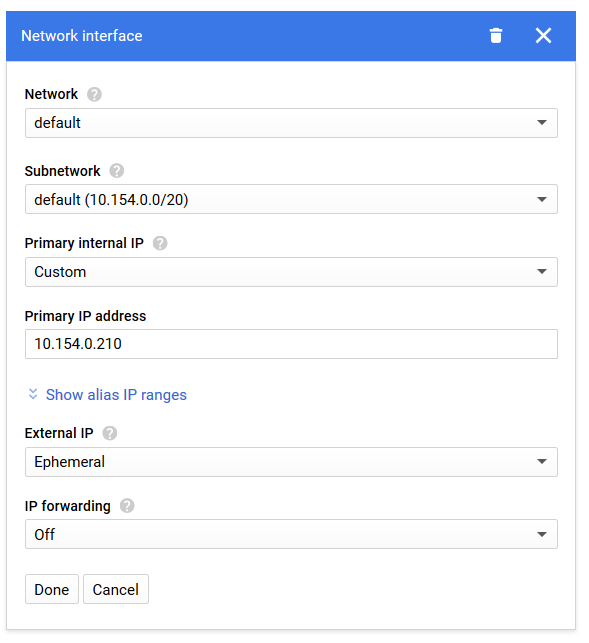 Network interface
Network
default
Subnetwork
default (10.154.0.0/20)
Primary internal IP
Custom
Primary IP address
10.154.0.210
Show alias IP ranges
External IP
Ephemeral
IP forwarding
Off
Done Cancel